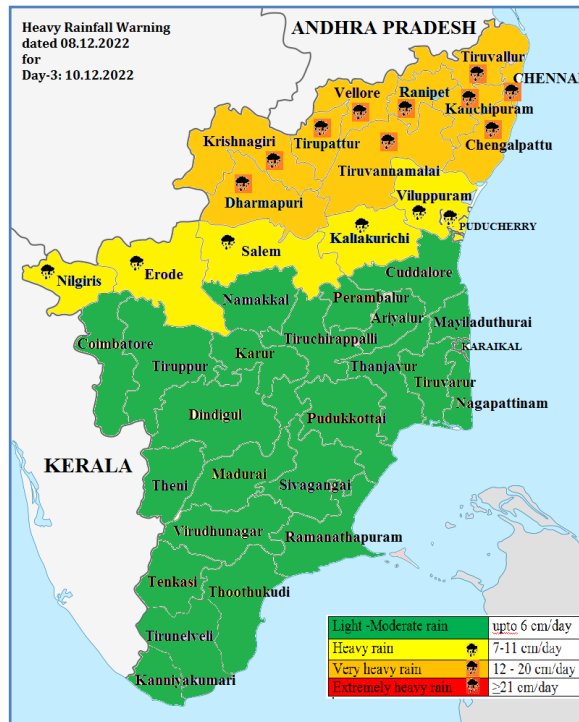 Heavy Rainfall Warning
dated 08.12.2022
for
Day-3: 10.12.2022
ANDHRA PRADESH
Tiruvallur
CHENNAI
Vellore
Ranipet
Kanchipuram
Krishnagiri
Tirupattur
Chengalpattu
Tiruvannamalai
Dharmapuri
Viluppuram
PUDUCHERRY
Salem
Kallakurichi
Nilgiris
Erode
Cuddalore
Namakkal
Perambalur
Ariyalur
Mayiladuthurai
Coimbatore
Tiruchirappalli
KARAIKAL
Karur
Tiruppur
Thanjavur
Tiruvarur
Nagapattinam
Dindigul
Pudukkottai
KERALA
Madurai
Theni
Sivagangai
Virudhunagar
Ramanathapuram
Tenkasi
Thoothukudi
Tirunelveli
Kanniyakumari
Light -Moderate rain upto 6 cm/day
Heavy rain 7-11 cm/day
Very heavy rain 12 - 20 cm/day
Extremely heavy rain ≥21 cm/day